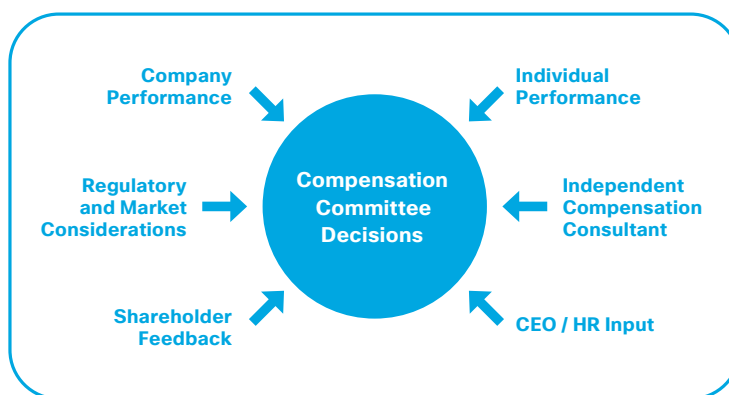 Company
Performance
Individual
Performance
Regulatory
and Market
Considerations
Compensation
Committee
Decisions
Independent
Compensation
Consultant
Shareholder
Feedback
CEO / HR Input